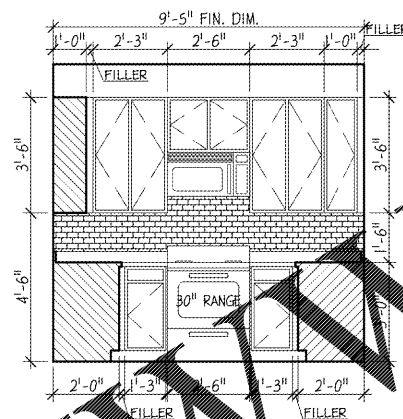 9'-5" FIN. DIM.
1'-0" 2'-3" 2'-6" 2'-3" 1'-0" FILLER
FILLER
3'-6" 3'-6"
1'-6"
4'-6"
30" RANGE
2'-0" 1'-3" 2'-6" 1'-3" 2'-0"
FILLER FILLER